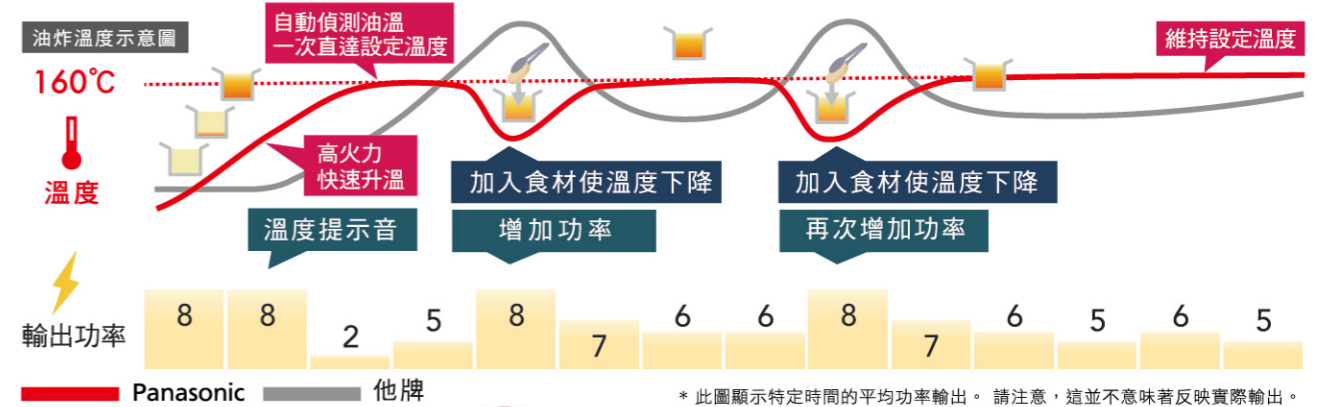 油炸溫度示意圖
自動偵測油溫
一次直達設定溫度
維持設定溫度
160℃
溫度
高火力
快速升溫
加入食材使溫度下降
加入食材使溫度下降
溫度提示音
增加功率
再次增加功率
輸出功率
8 8 2 5 8 7 6 6 8 7 6 5 6 5
Panasonic 他牌
* 此圖顯示特定時間的平均功率輸出。 請注意，這並不意味著反映實際輸出。